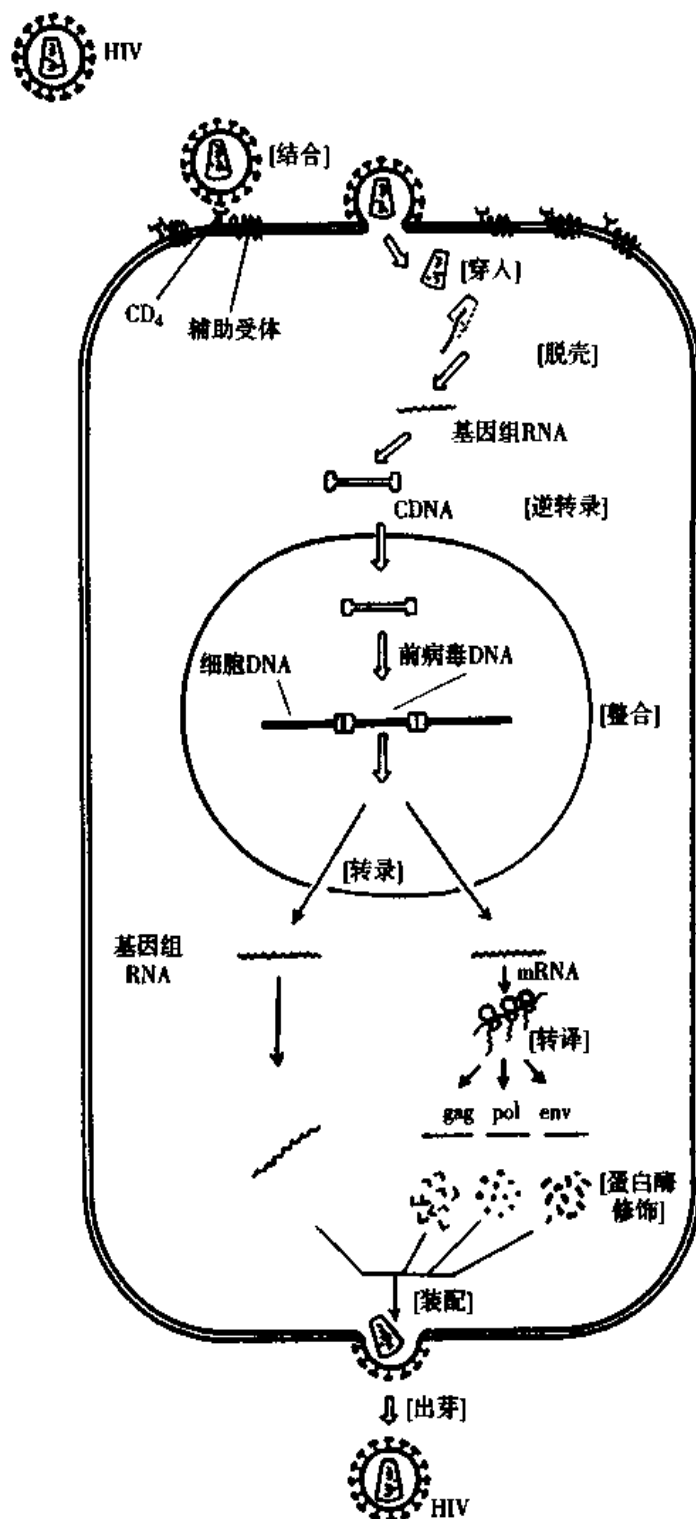 HIV
[结合]
[穿人]
CD₄
辅助受体
[脱壳]
基因组RNA
CDNA
[逆转录]
细胞DNA
前病毒DNA
[整合]
[转录]
基因组
RNA
mRNA
[转译]
gag pol env
[蛋白酶
修饰]
[装配]
[出芽]
HIV